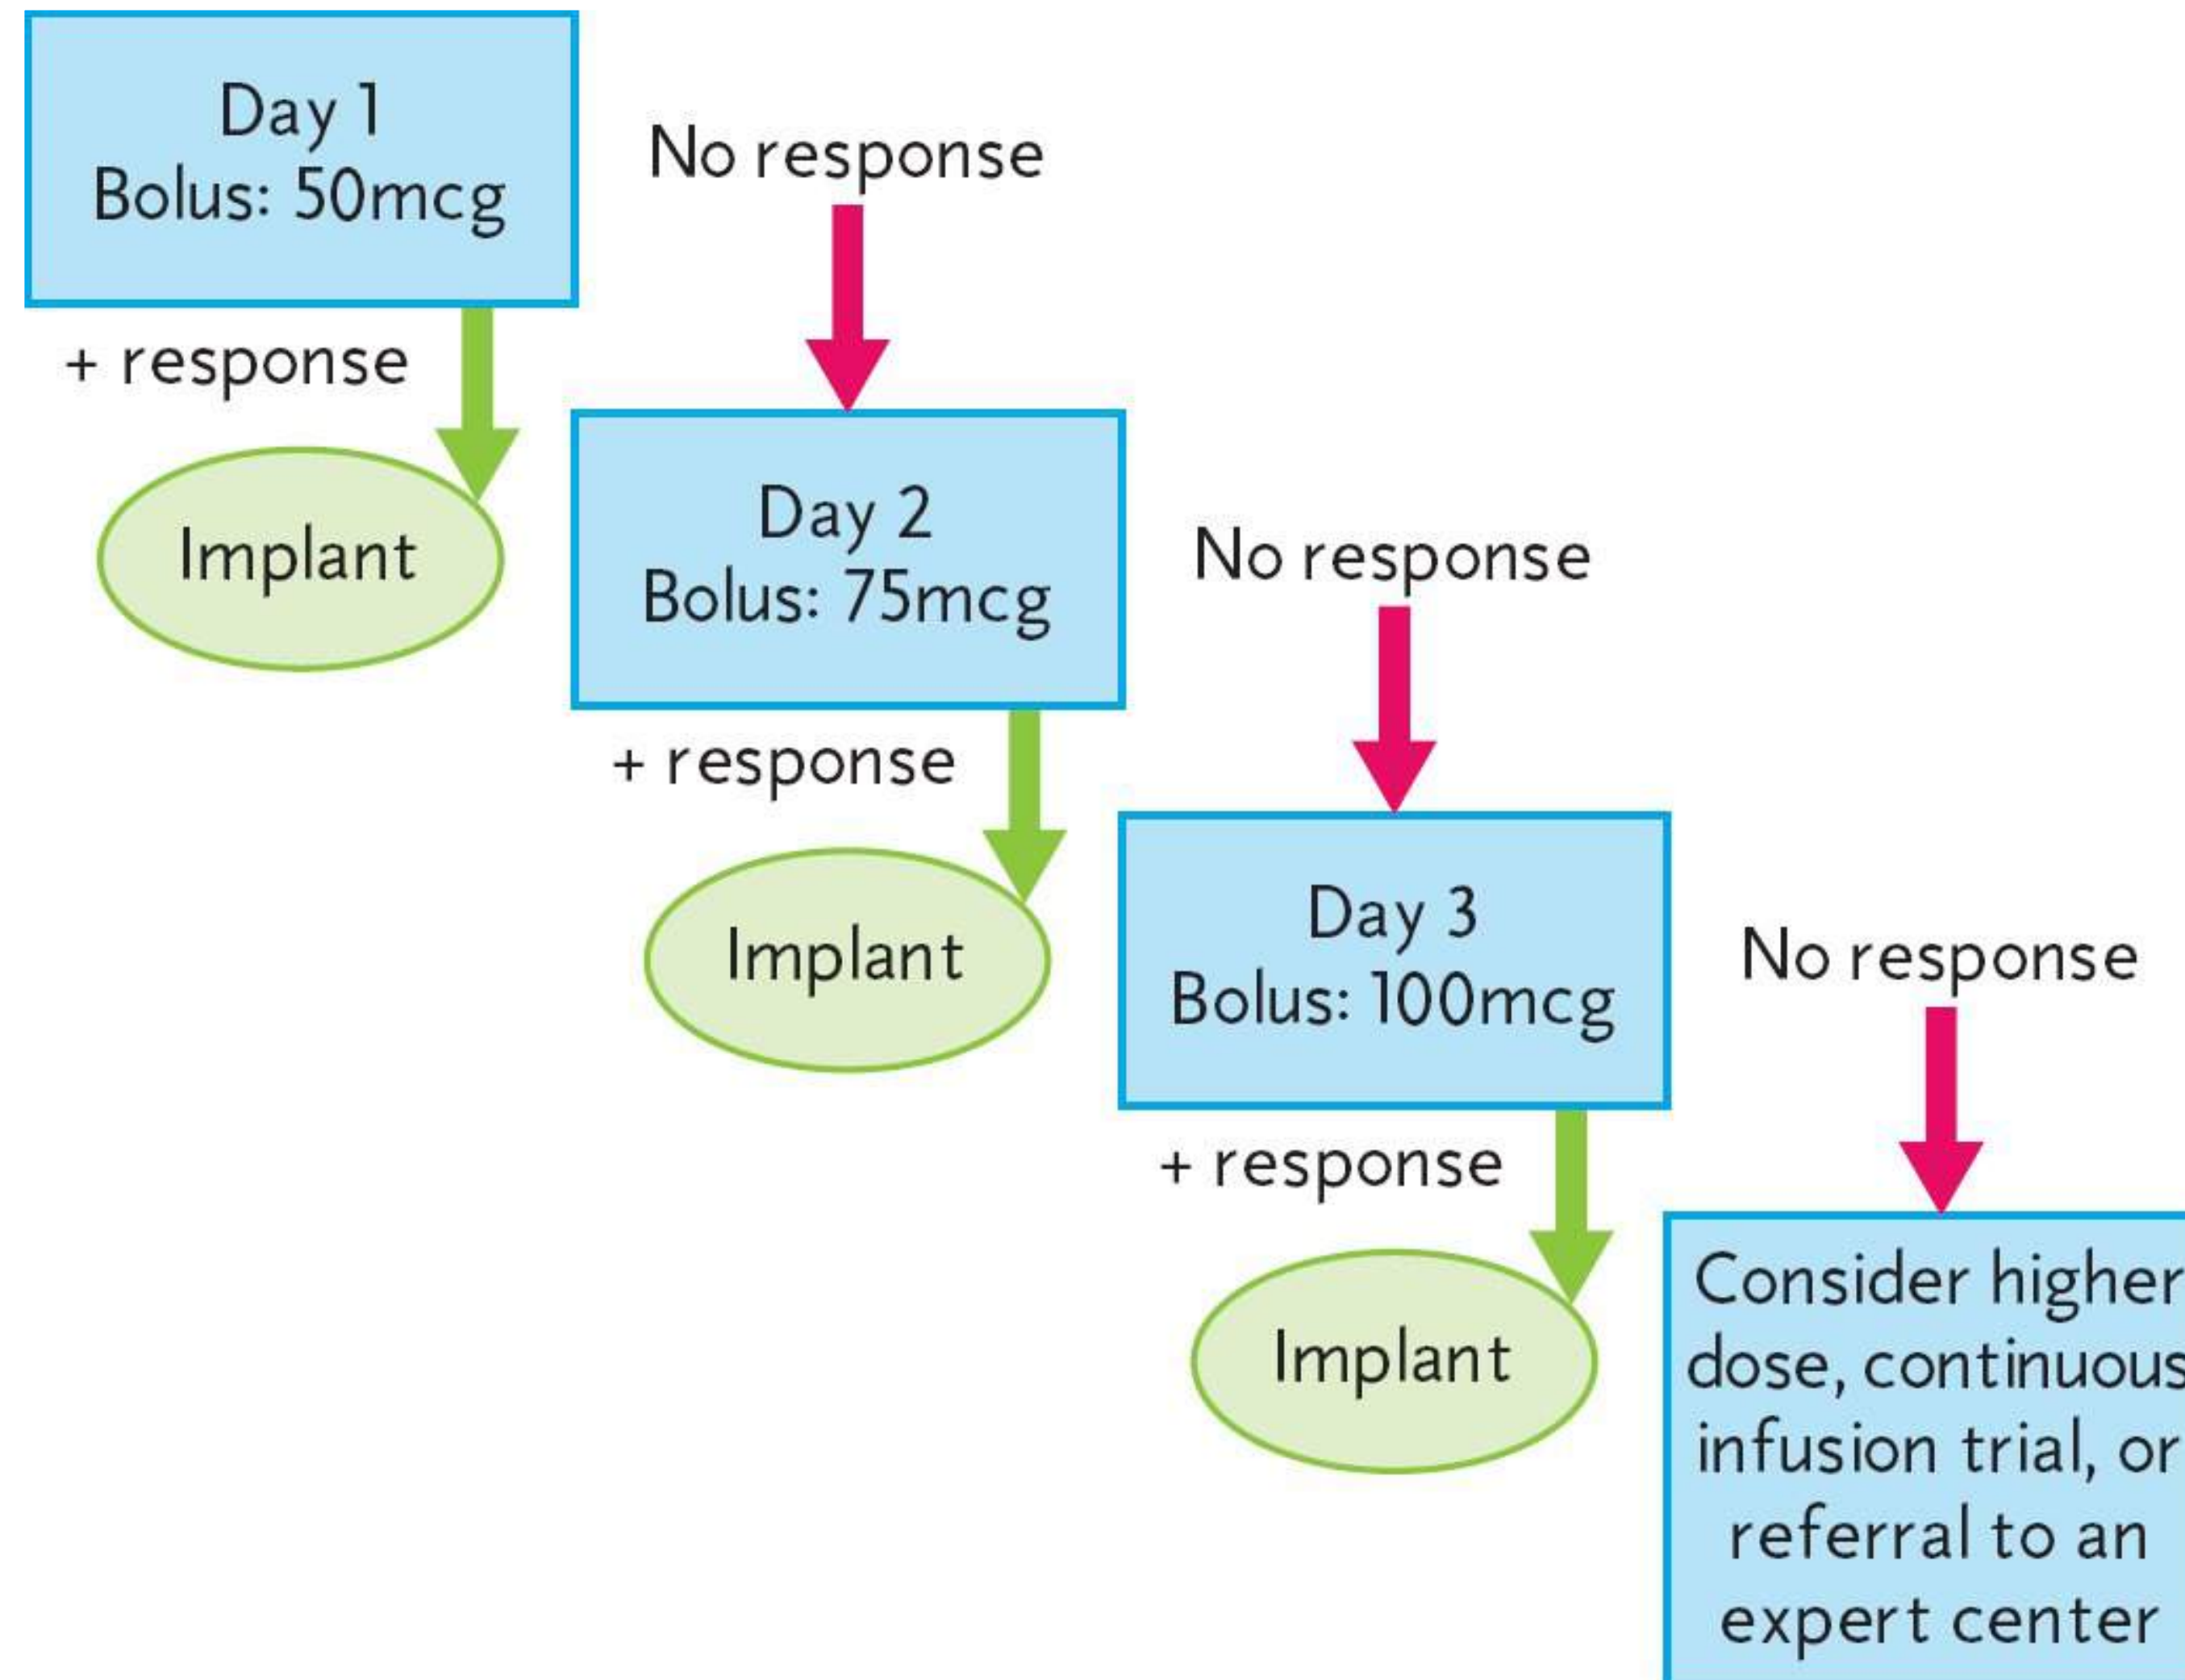 Day 1
Bolus: 50mcg
No response
+ response
Implant
Day 2
Bolus: 75mcg
No response
+ response
Implant
Day 3
Bolus: 100mcg
No response
+ response
Implant
Consider higher
dose, continuous
infusion trial, or
referral to an
expert center